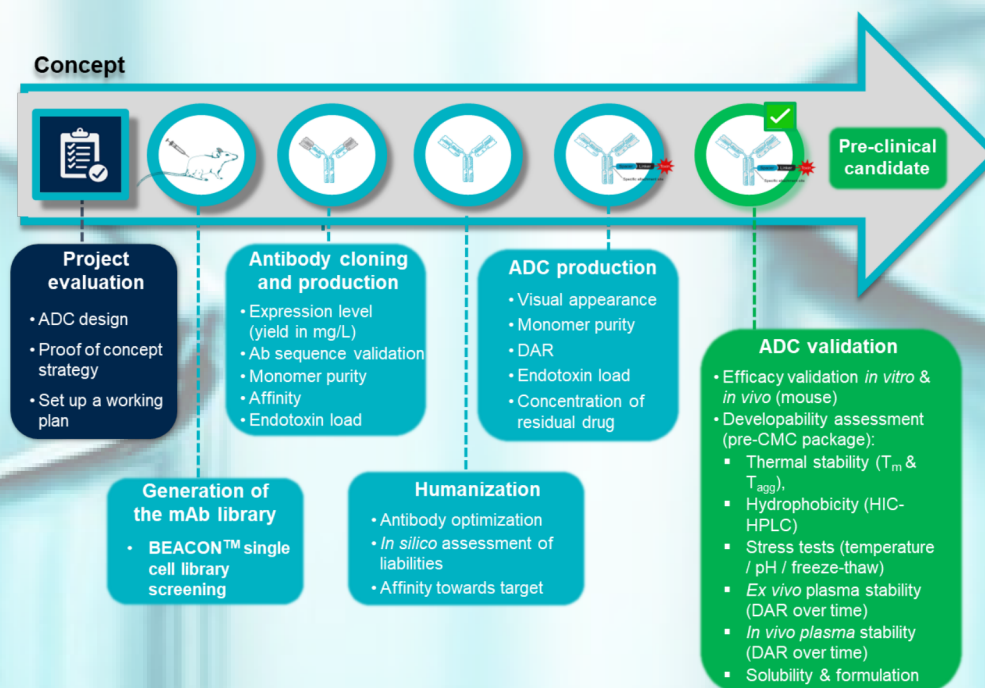 Concept
Pre-clinical
candidate
Project
evaluation
• ADC design
• Proof of concept
strategy
• Set up a working
plan
Generation of
the mAb library
• BEACON™ single
cell library
screening
Antibody cloning
and production
• Expression level
(yield in mg/L)
• Ab sequence validation
• Monomer purity
• Affinity
• Endotoxin load
Humanization
• Antibody optimization
• In silico assessment of
liabilities
• Affinity towards target
ADC production
• Visual appearance
• Monomer purity
• DAR
• Endotoxin load
• Concentration of
residual drug
ADC validation
• Efficacy validation in vitro &
in vivo (mouse)
• Developability assessment
(pre-CMC package):
▪ Thermal stability (Tm &
Tagg),
▪ Hydrophobicity (HIC-
HPLC)
▪ Stress tests (temperature
/ pH / freeze-thaw)
▪ Ex vivo plasma stability
(DAR over time)
▪ In vivo plasma stability
(DAR over time)
▪ Solubility & formulation